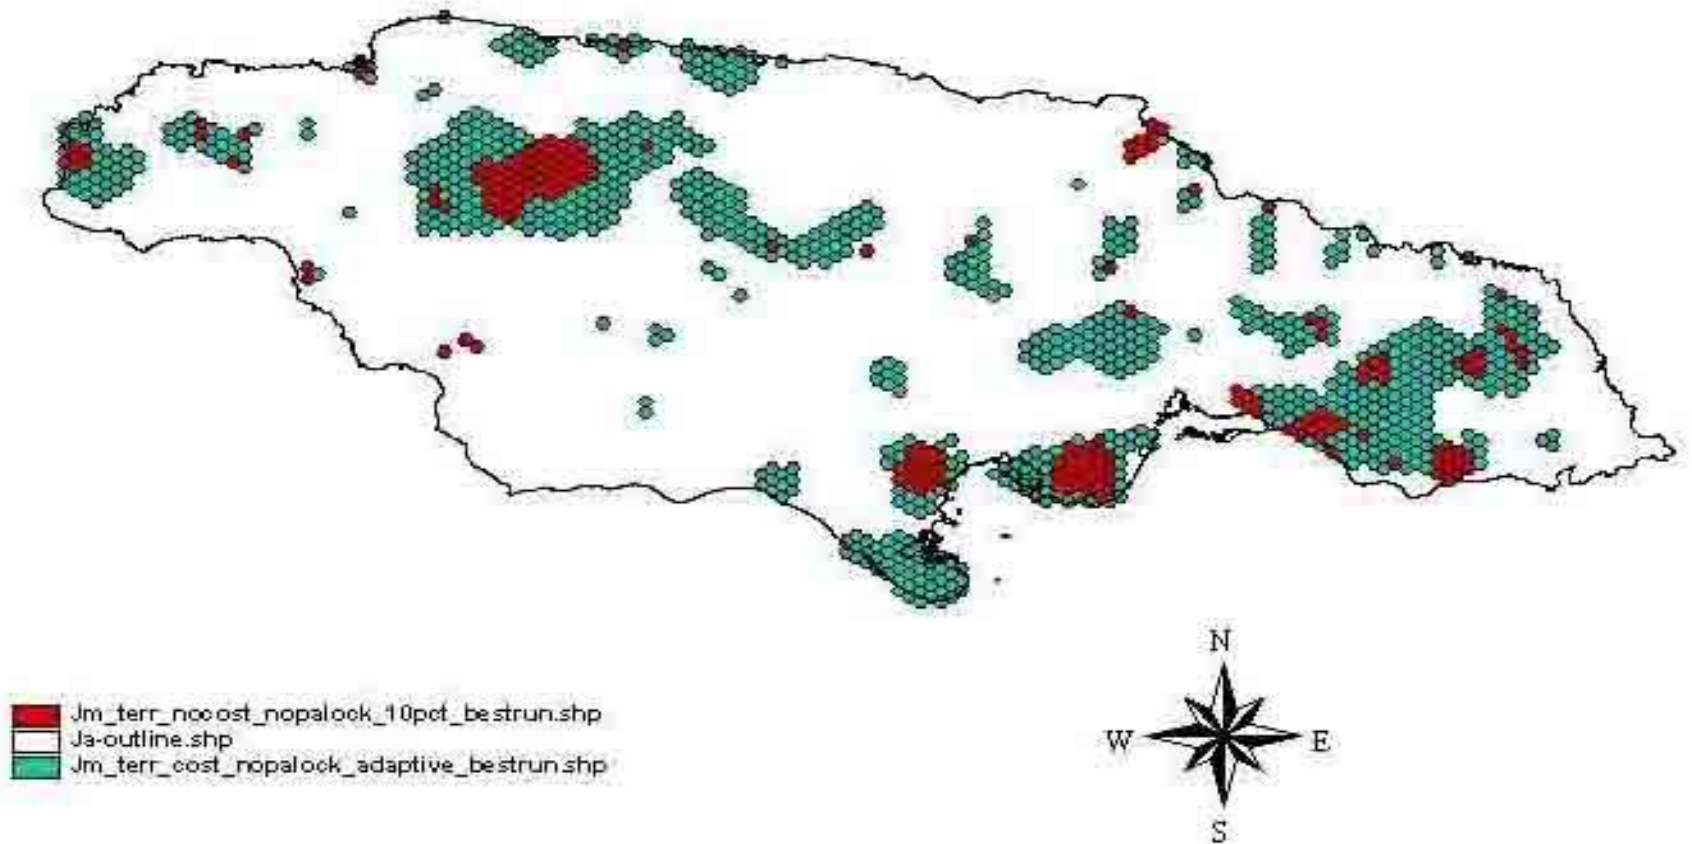 N
W E
S
Jm_terr_nocost_nopalock_10pct_bestrun.shp
Ja-outline.shp
Jm_terr_cost_nopalock_adaptive_bestrun.shp